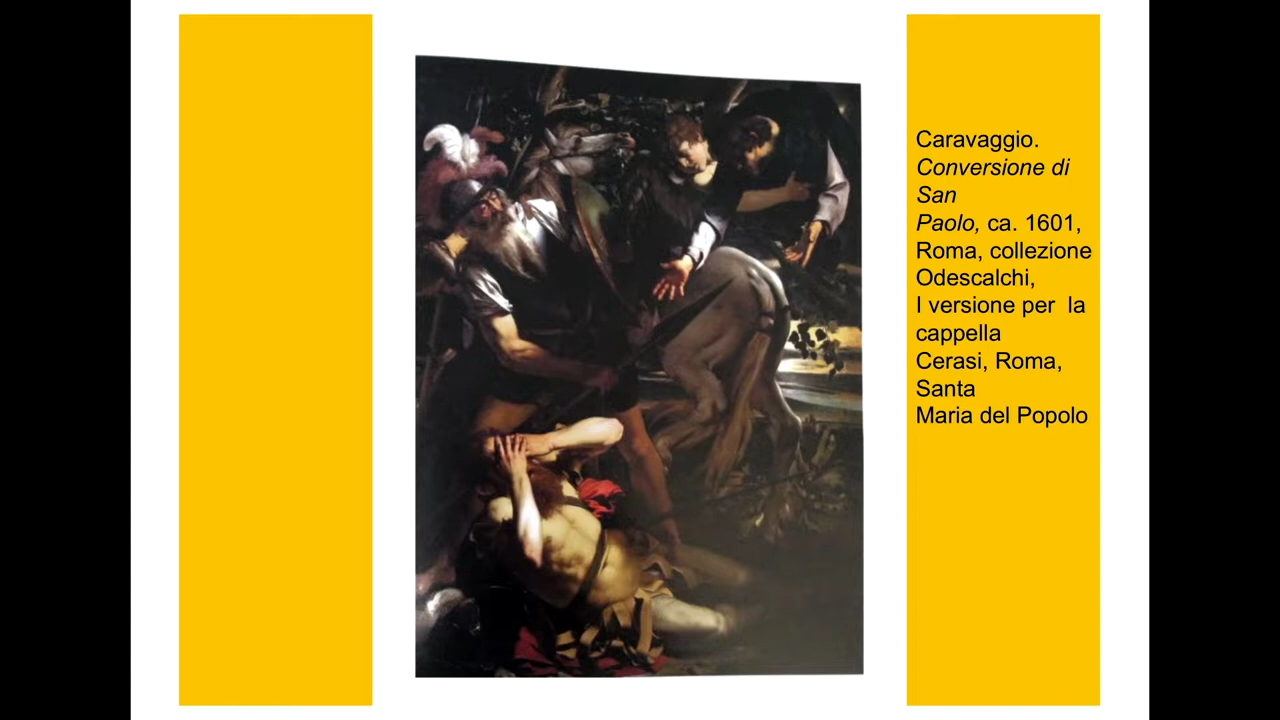 Caravaggio.
Conversione di
San
Paolo, ca. 1601,
Roma, collezione
Odescalchi,
I versione per  la
cappella
Cerasi, Roma,
Santa
Maria del Popolo